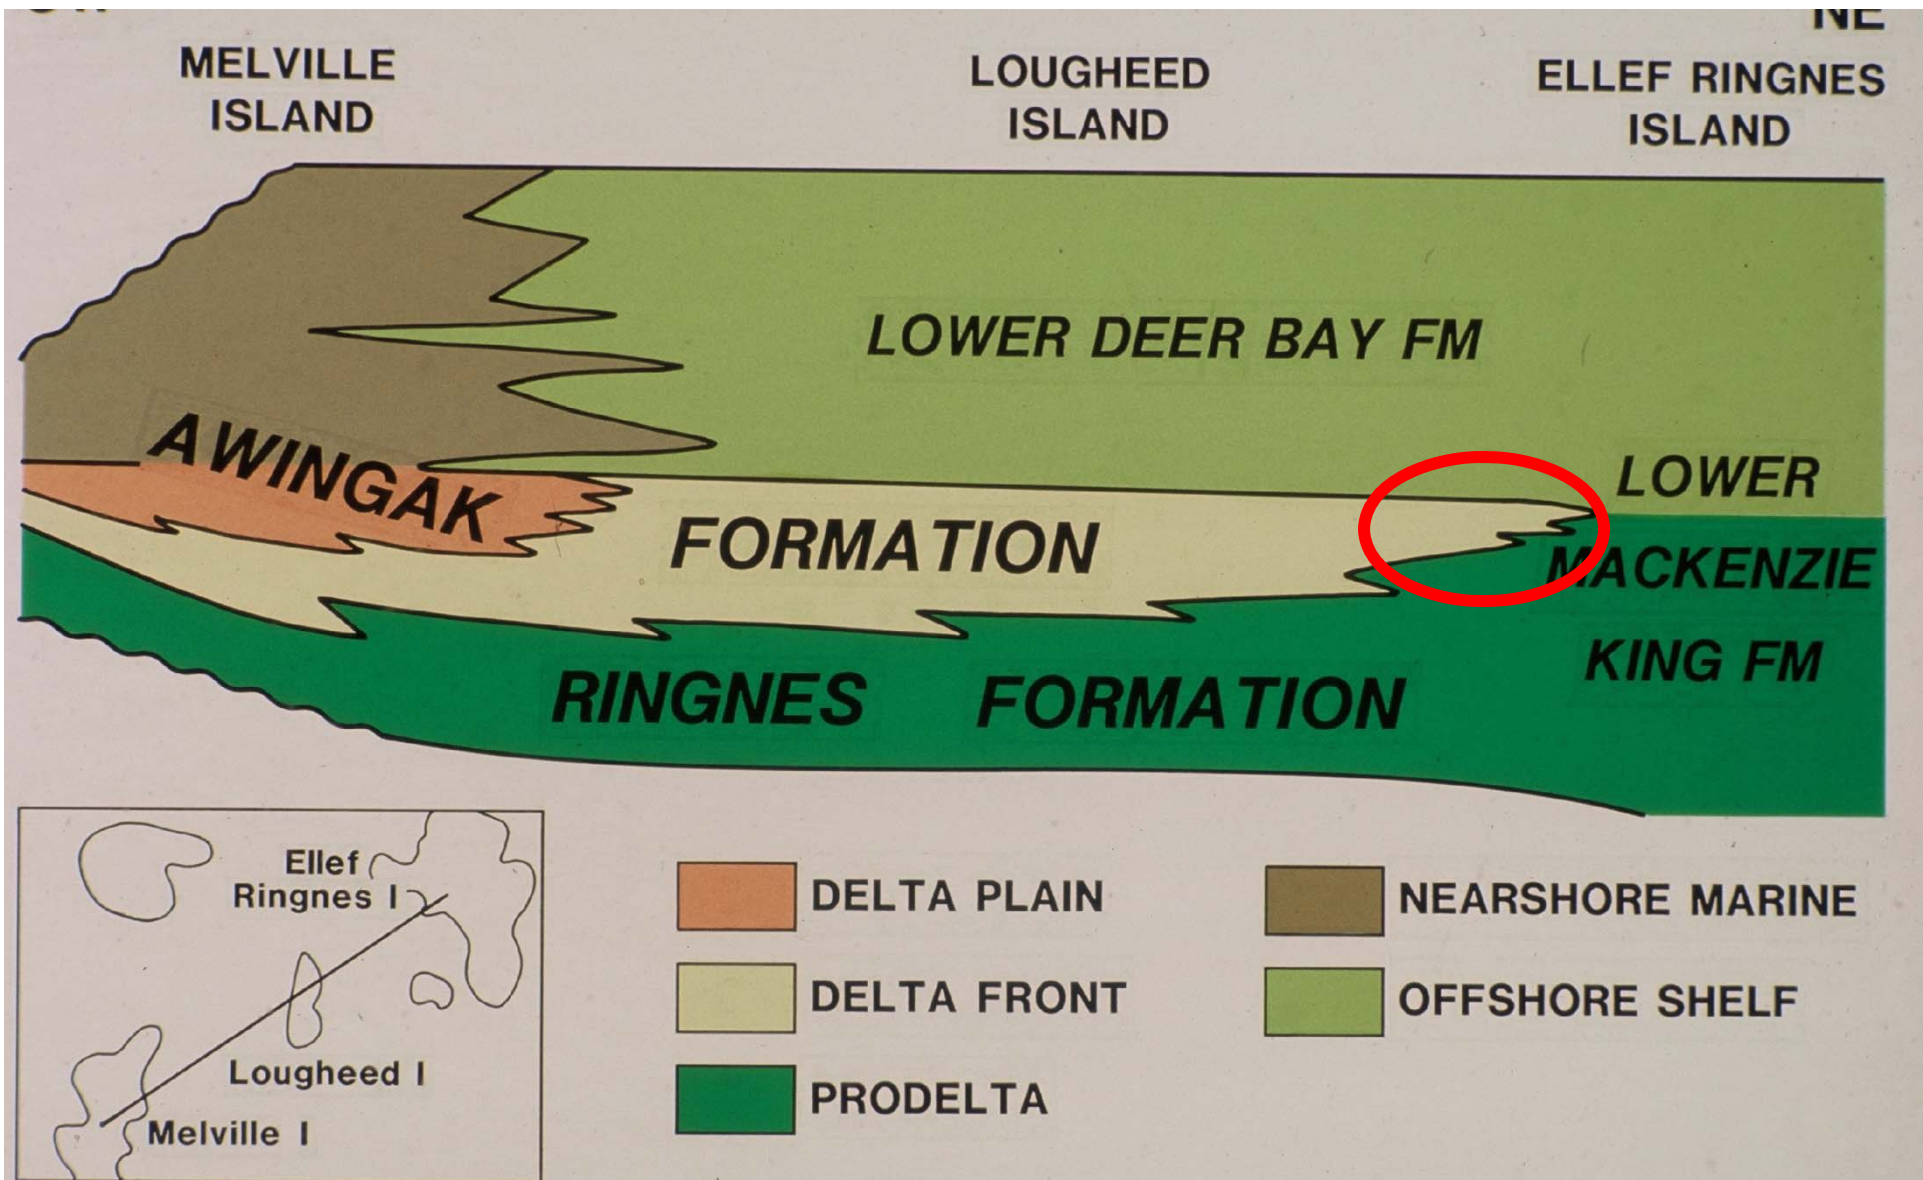 NE
MELVILLE
ISLAND
LOUGHEED
ISLAND
ELLEF RINGNES
ISLAND
LOWER DEER BAY FM
AWINGAK
FORMATION
LOWER
MACKENZIE
KING FM
RINGNES FORMATION
Ellef
Ringnes I
Lougheed I
Melville I
DELTA PLAIN
DELTA FRONT
PRODELTA
NEARSHORE MARINE
OFFSHORE SHELF